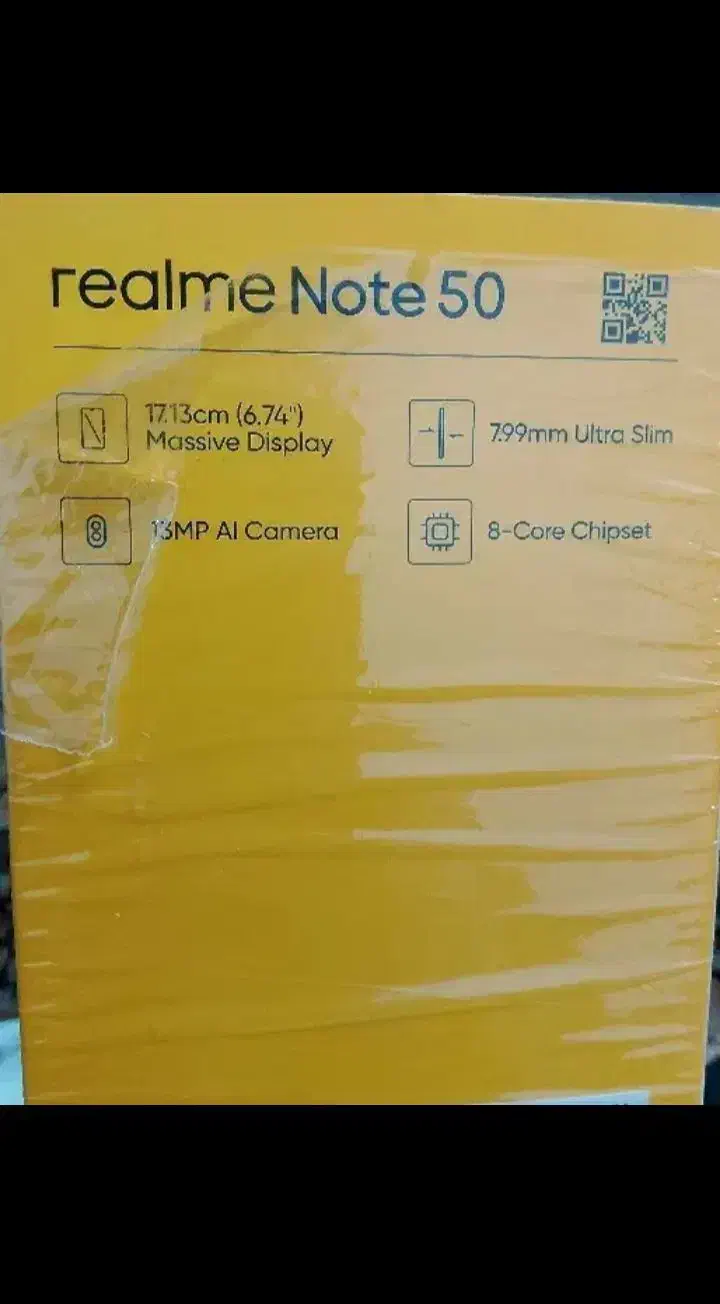 realme Note 50
17.13cm (6.74")
Massive Display
7.99mm Ultra Slim
13MP AI Camera
8-Core Chipset